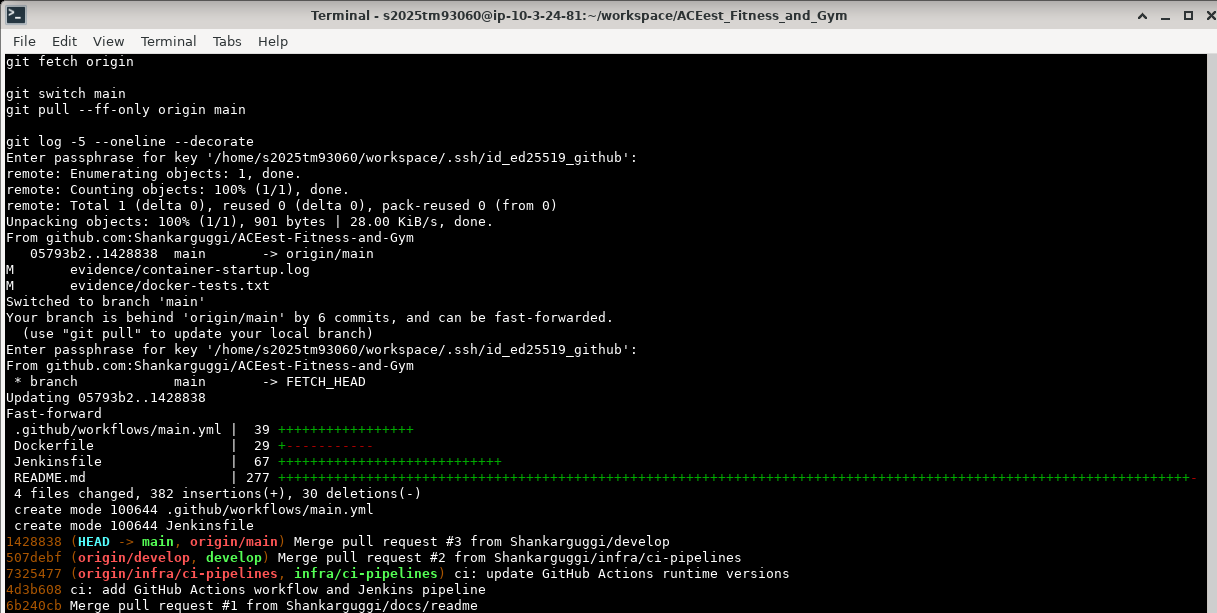 Terminal - s2025tm93060@ip-10-3-24-81:~/workspace/ACEest_Fitness_and_Gym
File Edit View Terminal Tabs Help
git fetch origin

git switch main
git pull --ff-only origin main

git log -5 --oneline --decorate
Enter passphrase for key '/home/s2025tm93060/workspace/.ssh/id_ed25519_github':
remote: Enumerating objects: 1, done.
remote: Counting objects: 100% (1/1), done.
remote: Total 1 (delta 0), reused 0 (delta 0), pack-reused 0 (from 0)
Unpacking objects: 100% (1/1), 901 bytes | 28.00 KiB/s, done.
From github.com:Shankarguggi/ACEest-Fitness-and-Gym
   05793b2..1428838  main       -> origin/main
M       evidence/container-startup.log
M       evidence/docker-tests.txt
Switched to branch 'main'
Your branch is behind 'origin/main' by 6 commits, and can be fast-forwarded.
  (use "git pull" to update your local branch)
Enter passphrase for key '/home/s2025tm93060/workspace/.ssh/id_ed25519_github':
From github.com:Shankarguggi/ACEest-Fitness-and-Gym
 * branch            main       -> FETCH_HEAD
Updating 05793b2..1428838
Fast-forward
 .github/workflows/main.yml |  39 +++++++++++++++++
 Dockerfile                 |  29 +-----------
 Jenkinsfile                |  67 ++++++++++++++++++++++++++++
 README.md                  | 277 ++++++++++++++++++++++++++++++++++++++++++++++++++++++++++++++++++++++++++++++++++++++++++++++++++++++++++++++++++-
 4 files changed, 382 insertions(+), 30 deletions(-)
 create mode 100644 .github/workflows/main.yml
 create mode 100644 Jenkinsfile
1428838 (HEAD -> main, origin/main) Merge pull request #3 from Shankarguggi/develop
507debf (origin/develop, develop) Merge pull request #2 from Shankarguggi/infra/ci-pipelines
7325477 (origin/infra/ci-pipelines, infra/ci-pipelines) ci: update GitHub Actions runtime versions
4d3b608 ci: add GitHub Actions workflow and Jenkins pipeline
6b240cb Merge pull request #1 from Shankarguggi/docs/readme